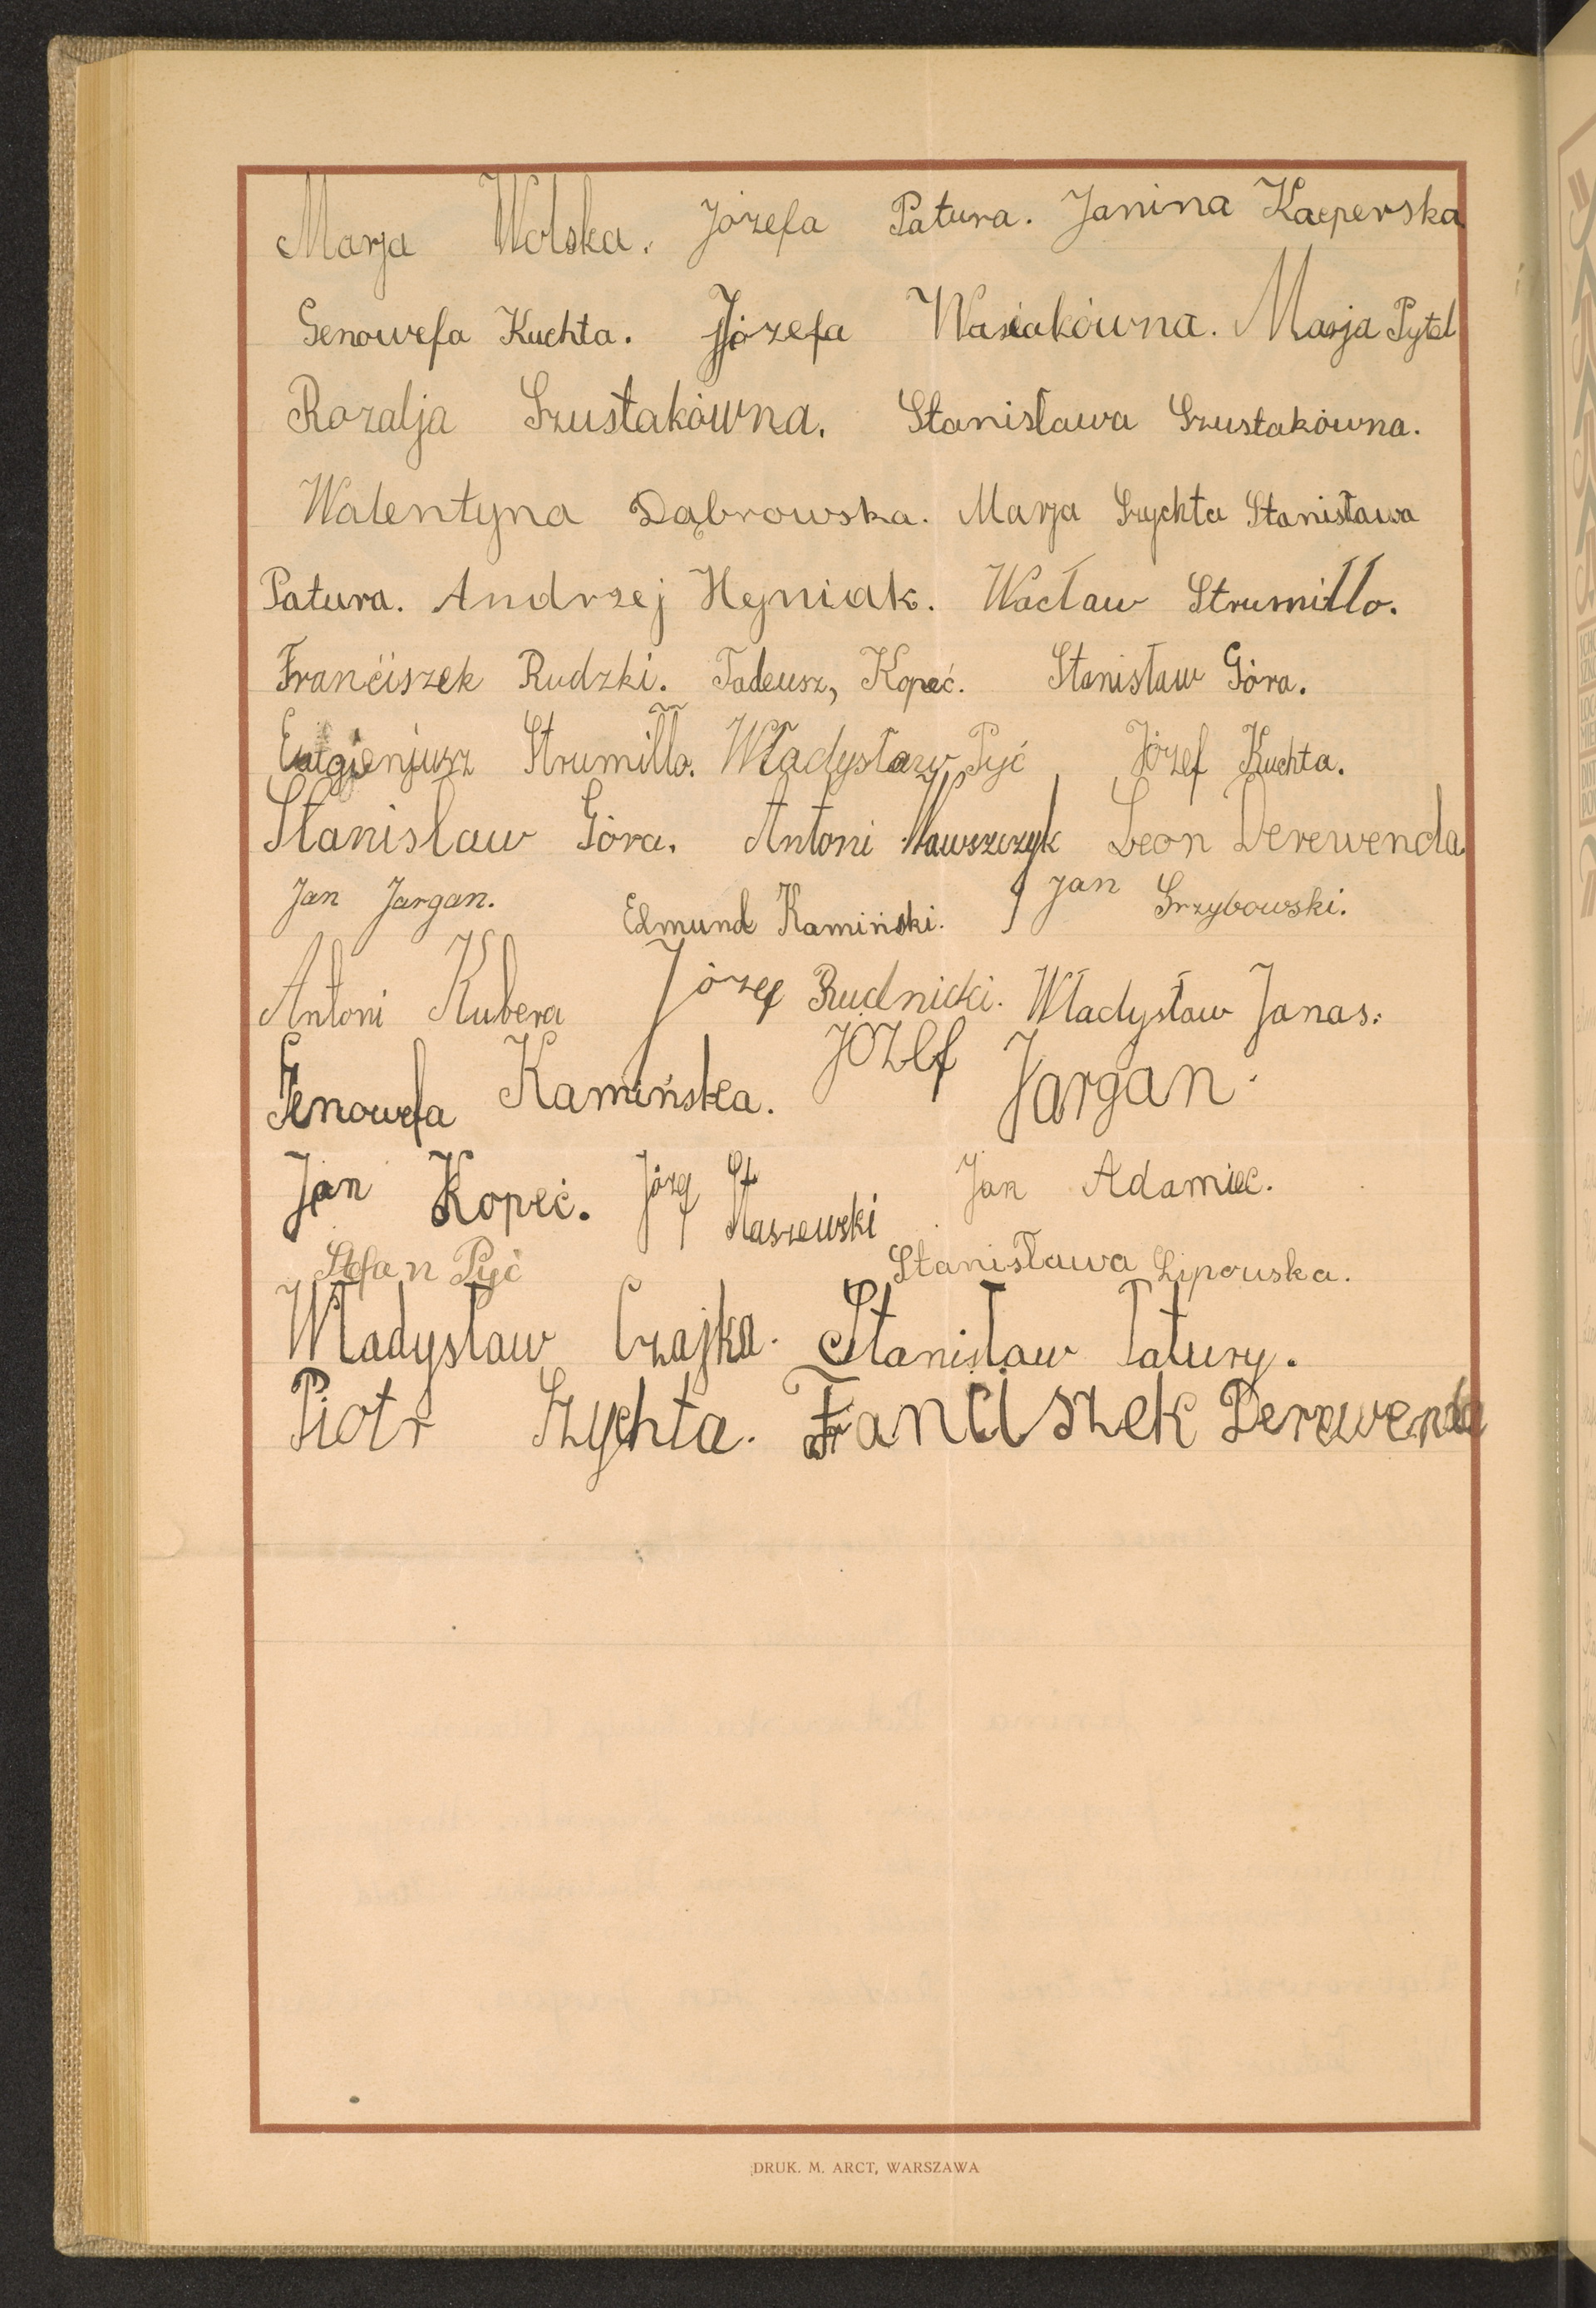 Marja Wolska. Józefa Patura. Janina Kacperska
Genowefa Kuchta. Józefa Wasiakówna. Marja Pytel
Rozalja Szustakówna. Stanisława Szustakówna.
Walentyna Dąbrowska. Marja Szychta Stanisława
Patura. Andrzej Hejniak. Wacław Strumiłło.
Franciszek Rudzki. Tadeusz, Kopeć. Stanisław Góra.
Eugienjusz Strumiłło. Władysław Pyć Józef Kuchta.
Stanisław Góra. Antoni Leon Derewenda
Jan Jargan. Edmund Kamiński. Jan Grzybowski.
Antoni Kubera Józef Rudnicki. Władysław Janas.
Genowefa Kamińska. Józef Jargan.
Jan Kopeć. Józef Staszewski Jan Adamiec.
Stefan Pyć Stanisława Lipowska.
Władysław Czajka. Stanisław Patury.
Piotr Szychta. Franciszek Derewenda
DRUK. M. ARCT, WARSZAWA